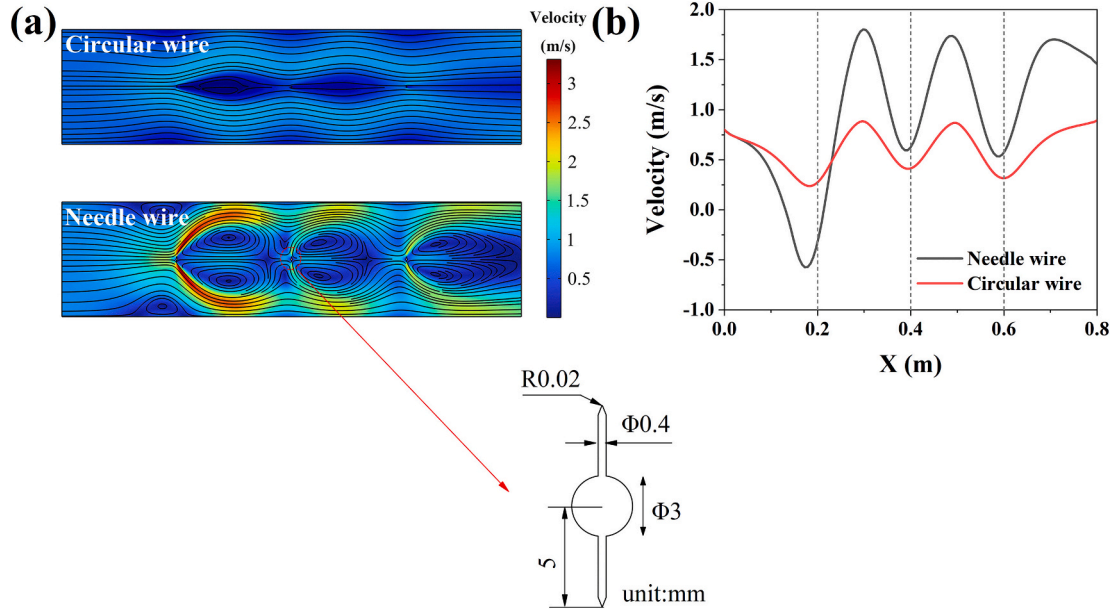 (a)
Circular wire
Needle wire
Velocity
(m/s)
3
2.5
2
1.5
1
0.5
R0.02
Φ0.4
Φ3
5
unit:mm
(b)
Velocity (m/s)
2.0
1.5
1.0
0.5
0.0
-0.5
-1.0
Needle wire
Circular wire
0.0 0.2 0.4 0.6 0.8
X (m)